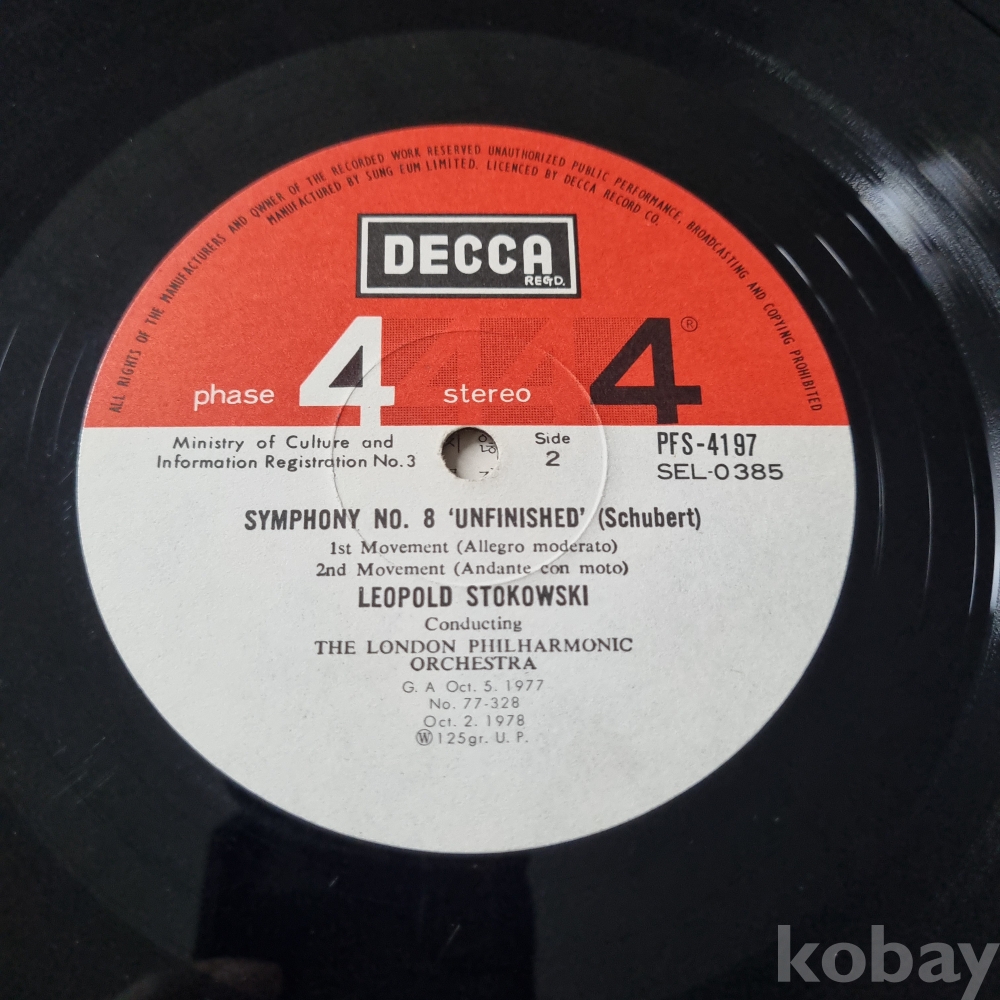 ALL RIGHTS OF THE MANUFACTURERS AND OWNER OF THE RECORDED WORK RESERVED UNAUTHORIZED PUBLIC PERFORMANCE, BROADCASTING AND COPYING PROHIBITED
MANUFACTURED BY SUNG EUM LIMITED. LICENCED BY DECCA RECORD CO.
DECCA
REGD.
phase 4 stereo 4®
Ministry of Culture and
Information Registration No.3
Side
2
PFS-4197
SEL-0385
SYMPHONY NO. 8 'UNFINISHED' (Schubert)
1st Movement (Allegro moderato)
2nd Movement (Andante con moto)
LEOPOLD STOKOWSKI
Conducting
THE LONDON PHILHARMONIC
ORCHESTRA
G. A Oct. 5. 1977
No. 77-328
Oct. 2. 1978
Ⓦ125gr. U. P.
kobay